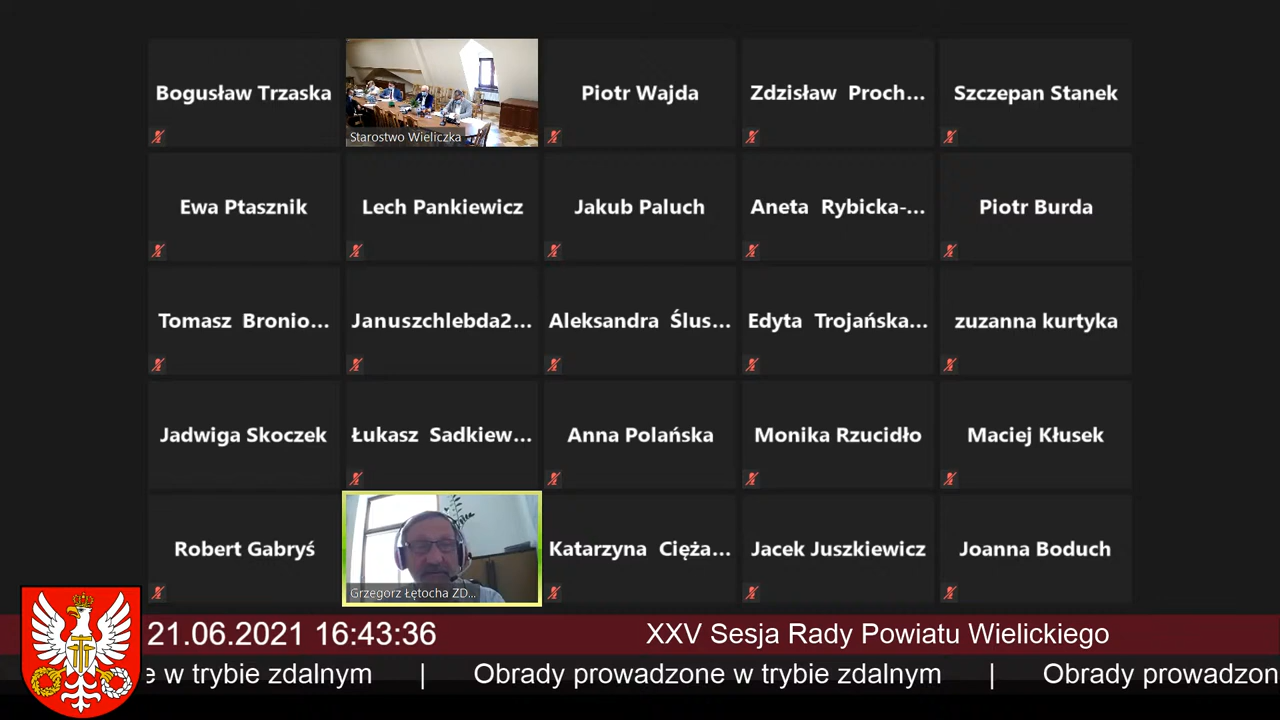 Bogusław Trzaska
Starostwo Wieliczka
Piotr Wajda
Zdzisław Proch...
Szczepan Stanek
Ewa Ptasznik
Lech Pankiewicz
Jakub Paluch
Aneta Rybicka-...
Piotr Burda
Tomasz Bronio...
Januszchlebda2...
Aleksandra Ślus...
Edyta Trojańska...
zuzanna kurtyka
Jadwiga Skoczek
Łukasz Sadkiew...
Anna Polańska
Monika Rzucidło
Maciej Kłusek
Robert Gabryś
Grzegorz Łętocha ZD...
Katarzyna Cięża...
Jacek Juszkiewicz
Joanna Boduch
21.06.2021 16:43:36
XXV Sesja Rady Powiatu Wielickiego
e w trybie zdalnym | Obrady prowadzone w trybie zdalnym | Obrady prowadzon